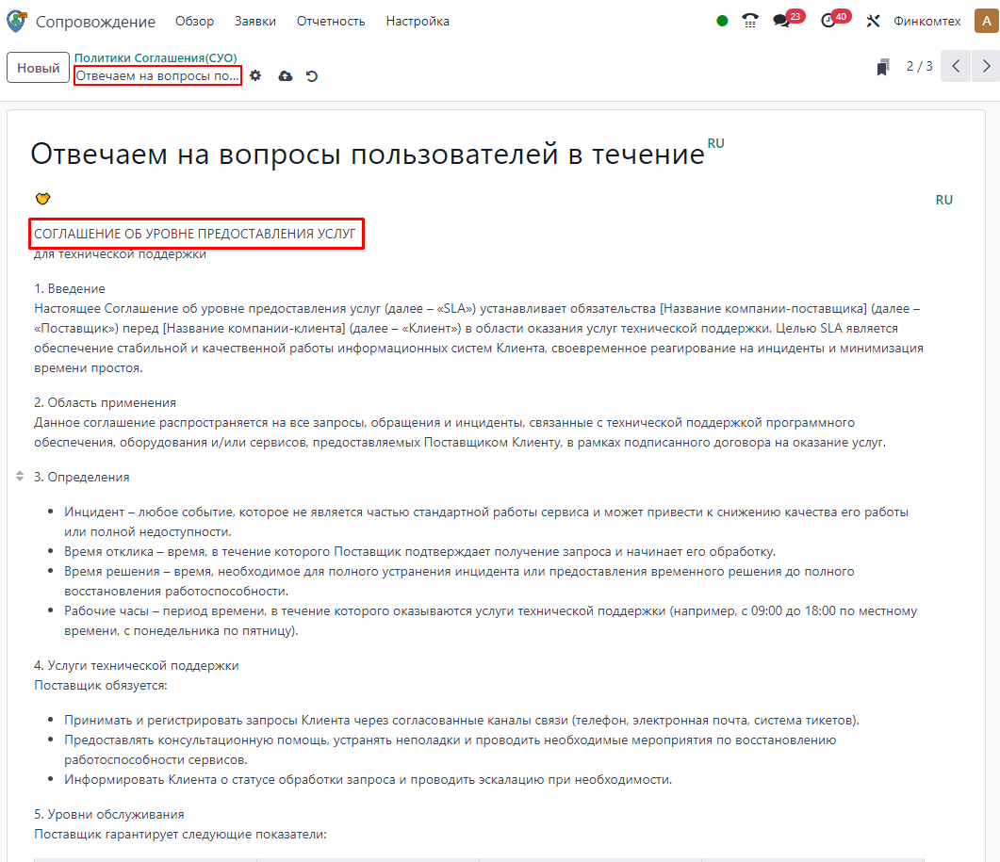 Сопровождение Обзор Заявки Отчетность Настройка 23 40 Финкомтех А
Новый Политики Соглашения(СУО)
Отвечаем на вопросы по... 2 / 3
Отвечаем на вопросы пользователей в течение RU
RU
СОГЛАШЕНИЕ ОБ УРОВНЕ ПРЕДОСТАВЛЕНИЯ УСЛУГ
для технической поддержки
1. Введение
Настоящее Соглашение об уровне предоставления услуг (далее – «SLA») устанавливает обязательства [Название компании-поставщика] (далее –
«Поставщик») перед [Название компании-клиента] (далее – «Клиент») в области оказания услуг технической поддержки. Целью SLA является
обеспечение стабильной и качественной работы информационных систем Клиента, своевременное реагирование на инциденты и минимизация
времени простоя.
2. Область применения
Данное соглашение распространяется на все запросы, обращения и инциденты, связанные с технической поддержкой программного
обеспечения, оборудования и/или сервисов, предоставляемых Поставщиком Клиенту, в рамках подписанного договора на оказание услуг.
3. Определения
• Инцидент – любое событие, которое не является частью стандартной работы сервиса и может привести к снижению качества его работы
или полной недоступности.
• Время отклика – время, в течение которого Поставщик подтверждает получение запроса и начинает его обработку.
• Время решения – время, необходимое для полного устранения инцидента или предоставления временного решения до полного
восстановления работоспособности.
• Рабочие часы – период времени, в течение которого оказываются услуги технической поддержки (например, с 09:00 до 18:00 по местному
времени, с понедельника по пятницу).
4. Услуги технической поддержки
Поставщик обязуется:
• Принимать и регистрировать запросы Клиента через согласованные каналы связи (телефон, электронная почта, система тикетов).
• Предоставлять консультационную помощь, устранять неполадки и проводить необходимые мероприятия по восстановлению
работоспособности сервисов.
• Информировать Клиента о статусе обработки запроса и проводить эскалацию при необходимости.
5. Уровни обслуживания
Поставщик гарантирует следующие показатели: